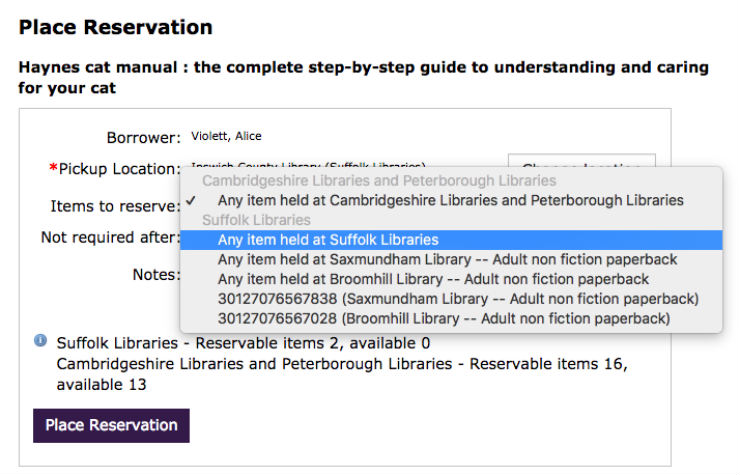 Place Reservation
Haynes cat manual : the complete step-by-step guide to understanding and caring
for your cat
Borrower: Violett, Alice
*Pickup Location: Ipswich County Library (Suffolk Libraries) Change location
Cambridgeshire Libraries and Peterborough Libraries
Items to reserve: ✓ Any item held at Cambridgeshire Libraries and Peterborough Libraries
Suffolk Libraries
Not required after: Any item held at Suffolk Libraries
Any item held at Saxmundham Library -- Adult non fiction paperback
Notes: Any item held at Broomhill Library -- Adult non fiction paperback
30127076567838 (Saxmundham Library -- Adult non fiction paperback)
30127076567028 (Broomhill Library -- Adult non fiction paperback)
Suffolk Libraries - Reservable items 2, available 0
Cambridgeshire Libraries and Peterborough Libraries - Reservable items 16,
available 13
Place Reservation